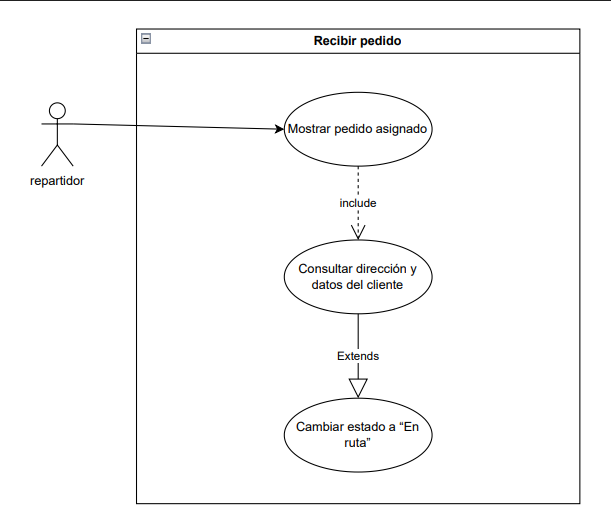 Recibir pedido
Mostrar pedido asignado
repartidor
include
Consultar dirección y
datos del cliente
Extends
Cambiar estado a “En
ruta”